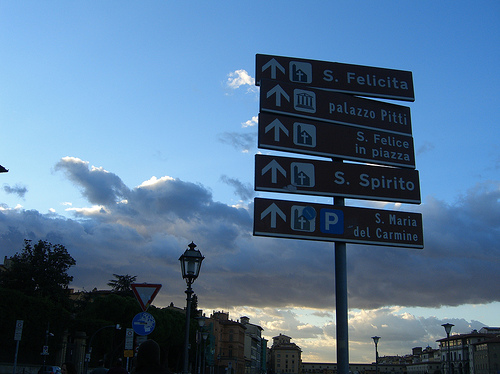 S. Felicita
palazzo Pitti
S. Felice
in piazza
S. Spirito
P
S. Maria
del Carmine